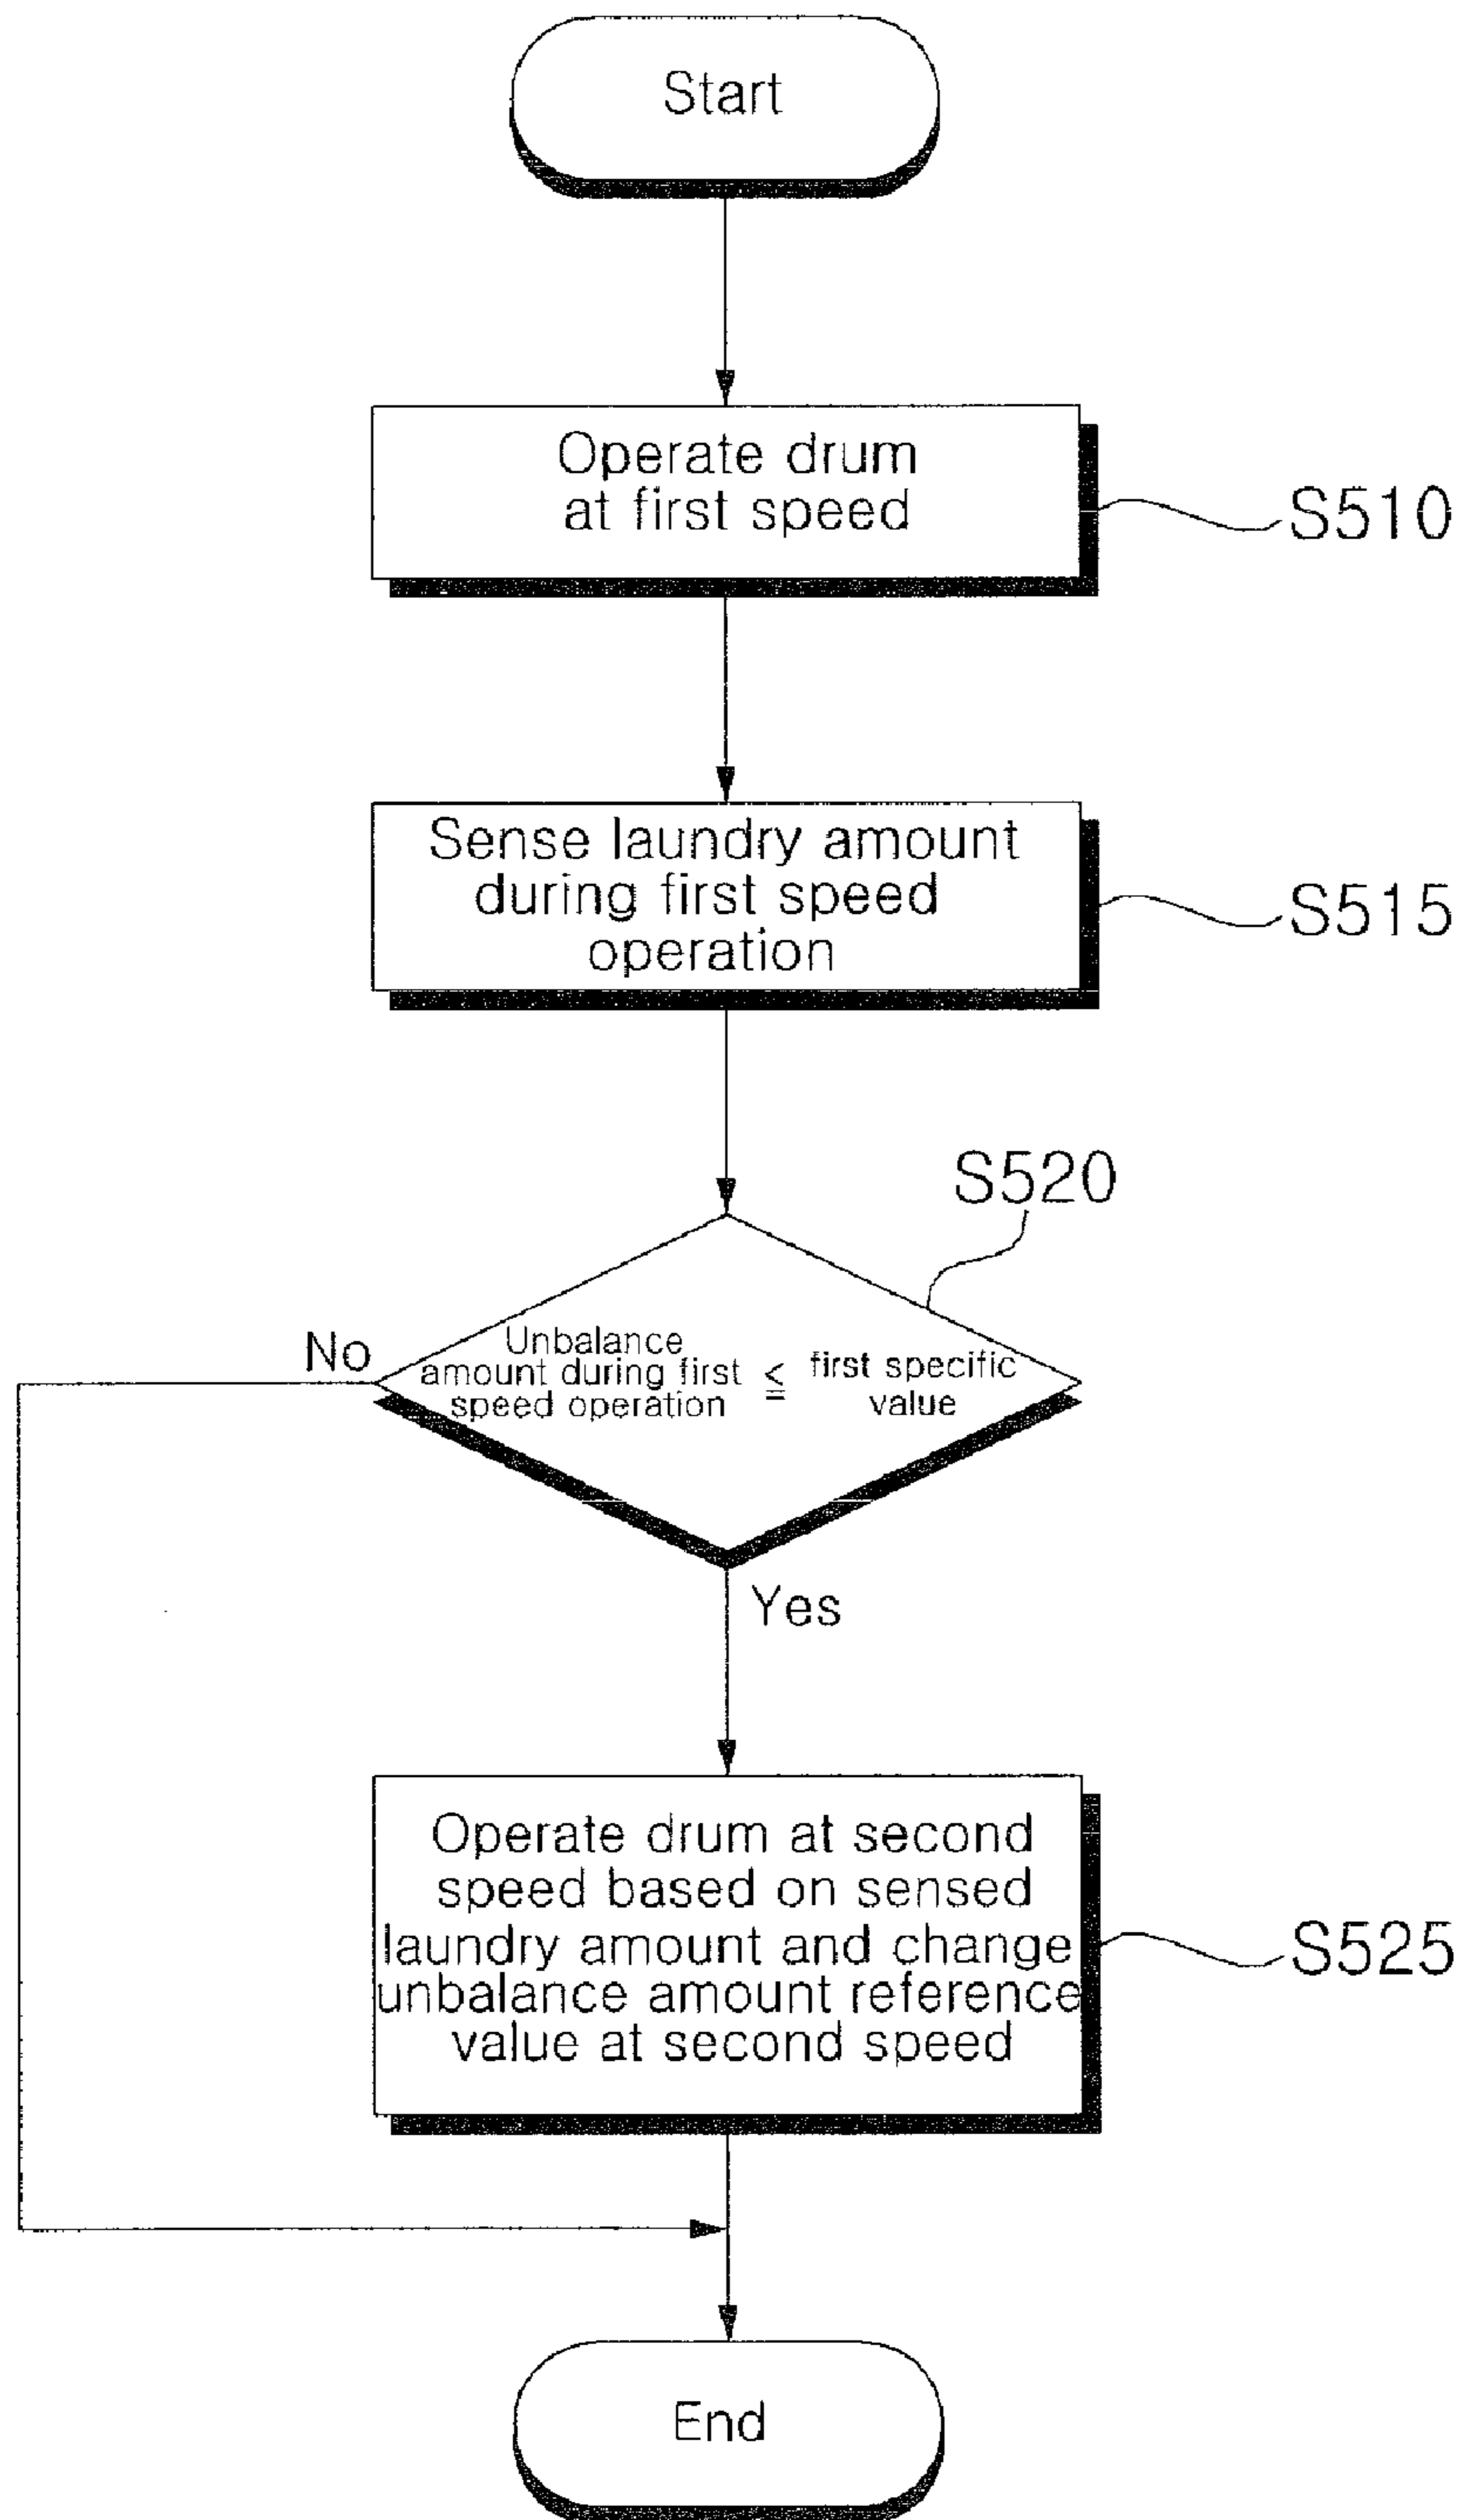 Start
Operate drum
at first speed
S510
Sense laundry amount
during first speed
operation
S515
S520
No
Unbalance
amount during first
speed operation
≦
first specific
value
Yes
Operate drum at second
speed based on sensed
laundry amount and change
unbalance amount reference
value at second speed
S525
End